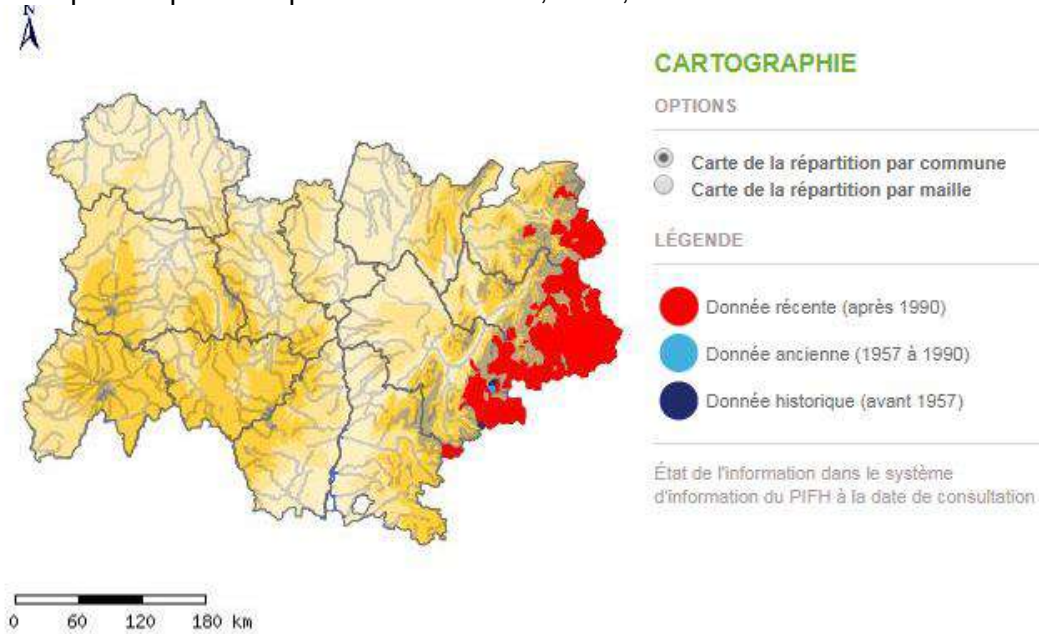 N
CARTOGRAPHIE
OPTIONS
Carte de la répartition par commune
Carte de la répartition par maille
LÉGENDE
Donnée récente (après 1990)
Donnée ancienne (1957 à 1990)
Donnée historique (avant 1957)
État de l'information dans le système
d'information du PIFH à la date de consultation
0 60 120 180 km